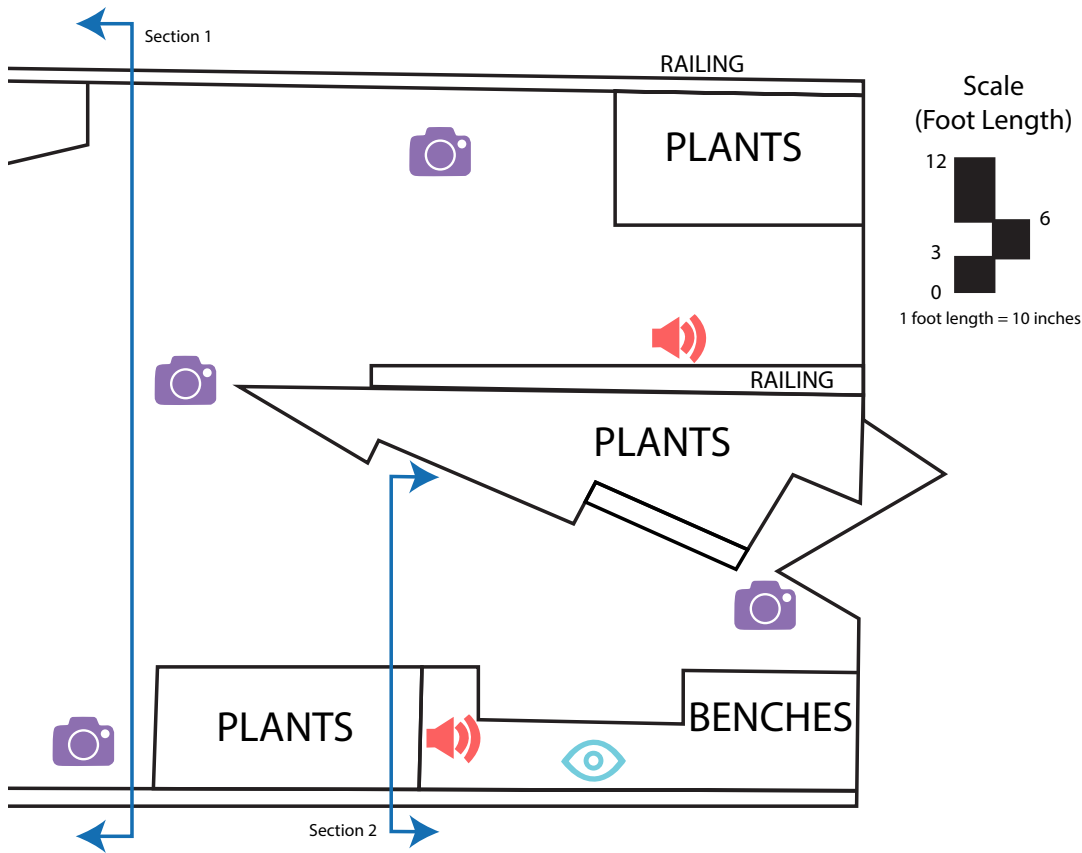 Section 1
RAILING
PLANTS
Scale
(Foot Length)
12
6
3
0
1 foot length = 10 inches
RAILING
PLANTS
PLANTS
BENCHES
Section 2